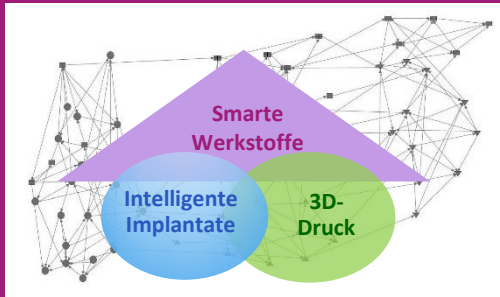 Smarte
Werkstoffe
Intelligente
Implantate
3D-
Druck